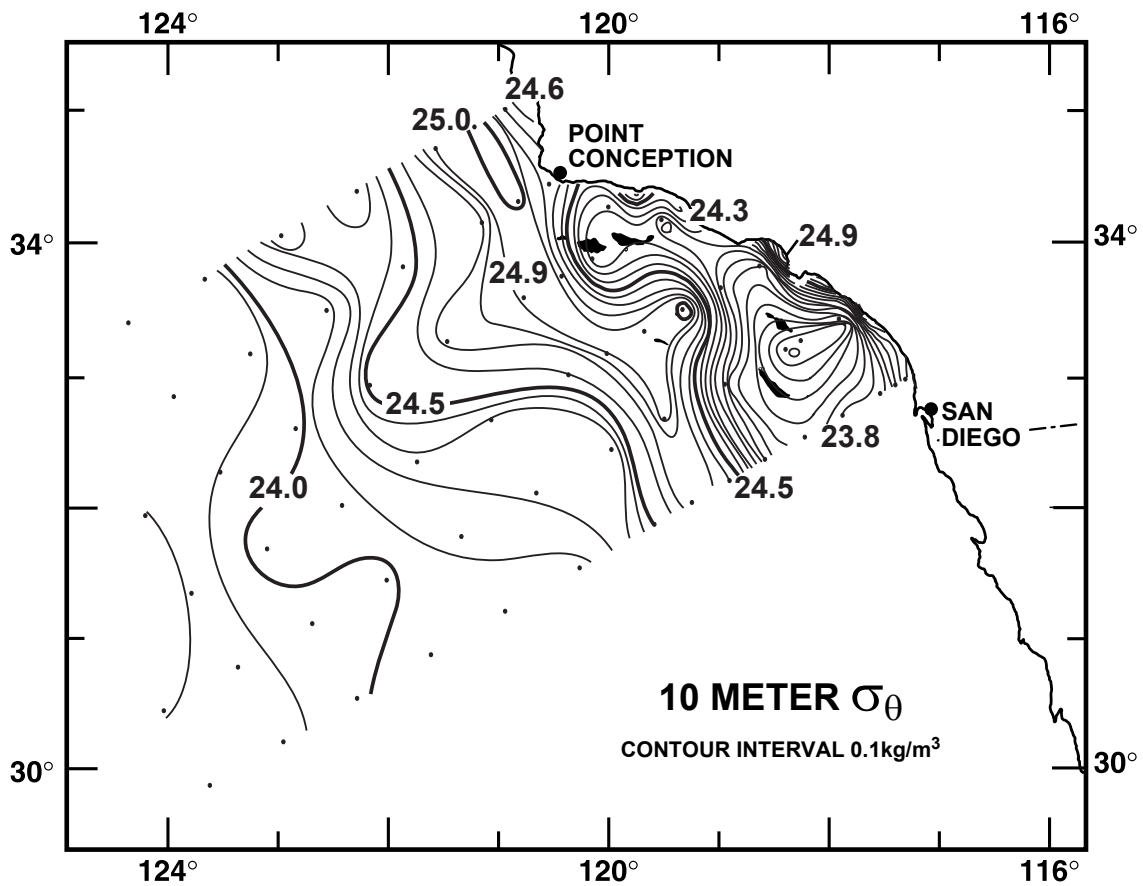 124° 120° 116°
24.6
25.0
POINT
CONCEPTION
24.3
34° 24.9 34°
24.9
24.5
SAN
DIEGO
23.8
24.0 24.5
10 METER σθ
CONTOUR INTERVAL 0.1kg/m³
30° 30°
124° 120° 116°